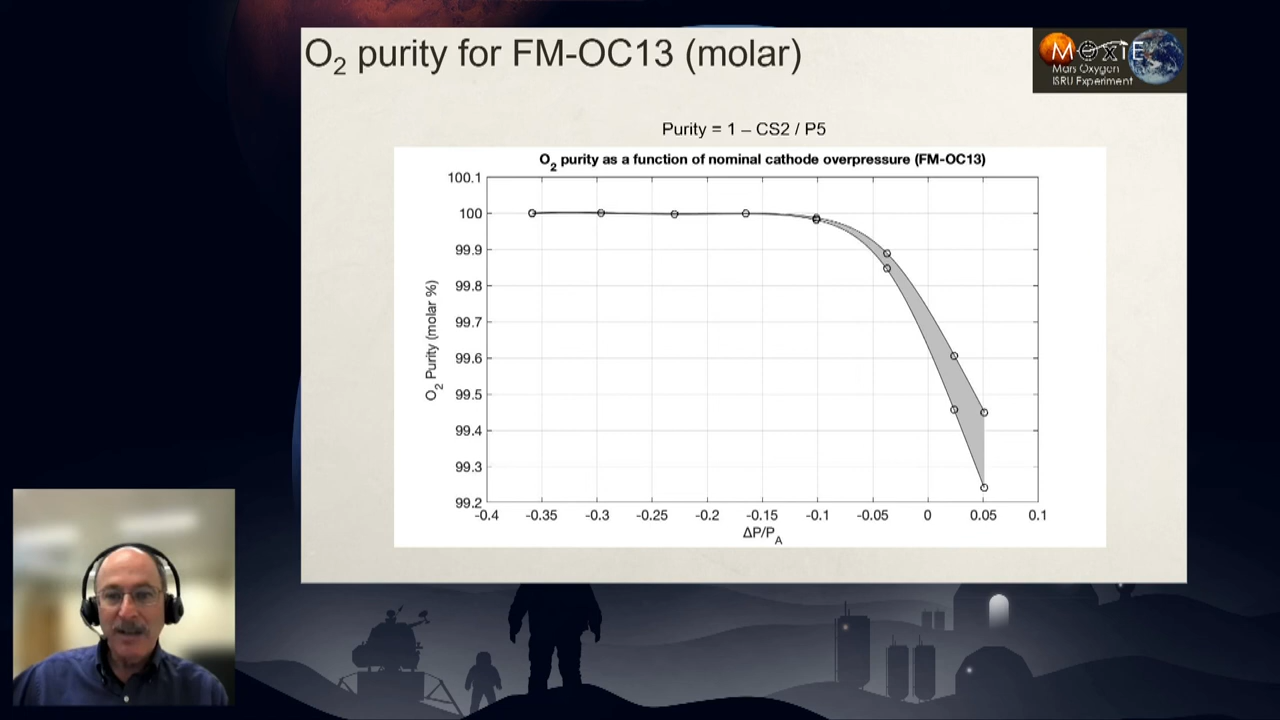 O₂ purity for FM-OC13 (molar)
MOXIE
Mars Oxygen
ISRU Experiment
Purity = 1 – CS2 / P5
O₂ purity as a function of nominal cathode overpressure (FM-OC13)
100.1
100
99.9
99.8
99.7
99.6
99.5
99.4
99.3
99.2
O₂ Purity (molar %)
-0.4 -0.35 -0.3 -0.25 -0.2 -0.15 -0.1 -0.05 0 0.05 0.1
ΔP/P_A